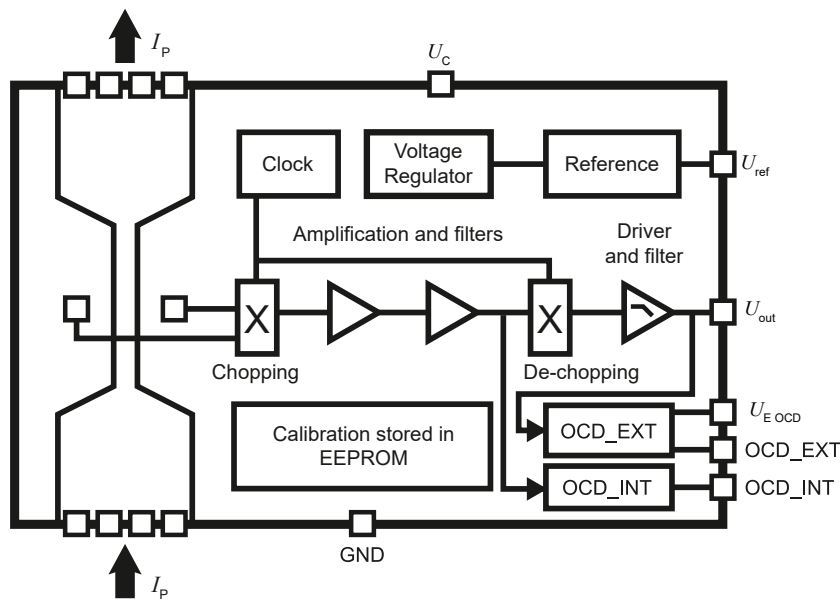 I_P
U_C
Clock
Voltage
Regulator
Reference
U_ref
Amplification and filters
Driver
and filter
X
X
U_out
Chopping
De-chopping
Calibration stored in
EEPROM
OCD_EXT
U_E OCD
OCD_EXT
OCD_INT
OCD_INT
GND
I_P